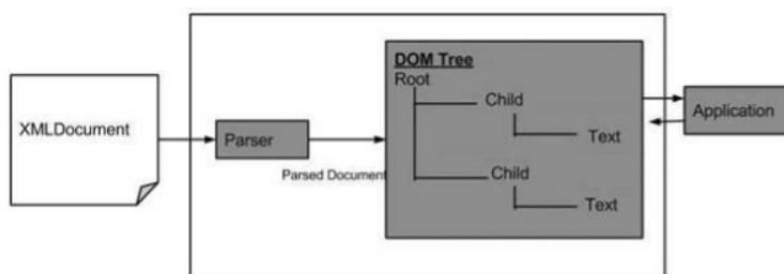 XMLDocument
Parser
Parsed Document
DOM Tree
Root
Child
Text
Child
Text
Application